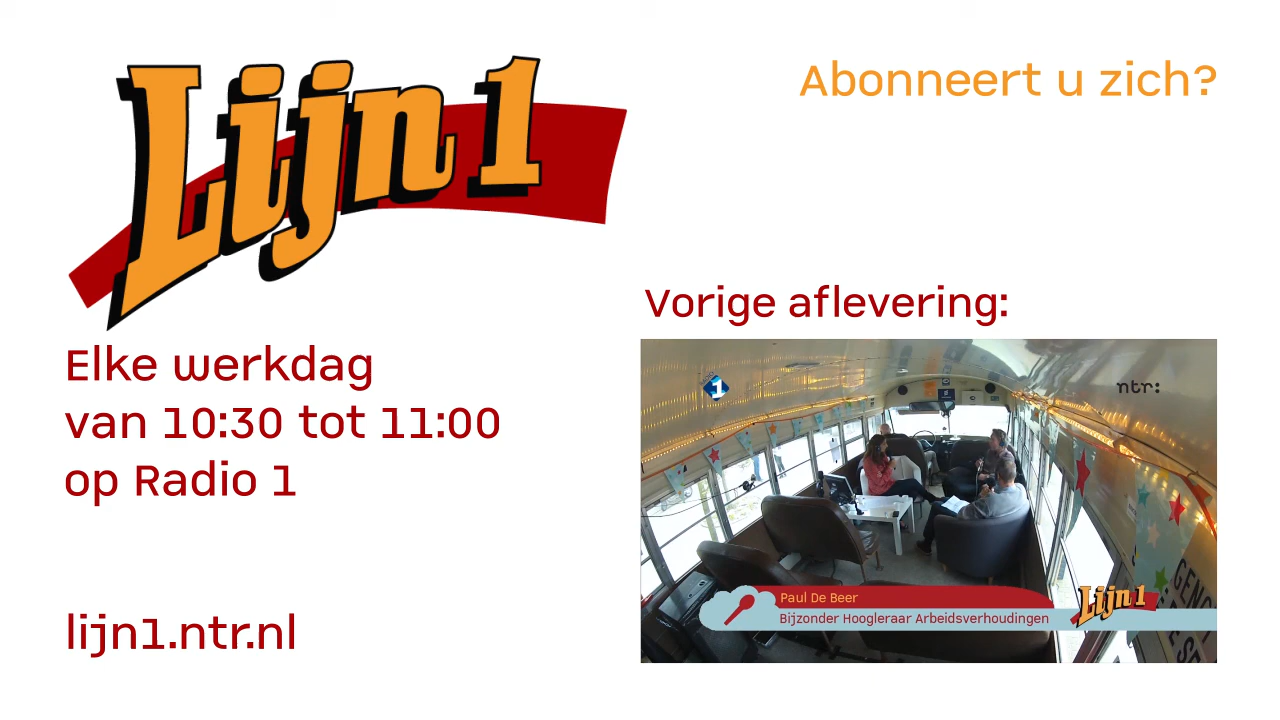 Lijn 1
Abonneert u zich?
Elke werkdag
van 10:30 tot 11:00
op Radio 1
lijn1.ntr.nl
Vorige aflevering:
1
ntr:
Paul De Beer
Bijzonder Hoogleraar Arbeidsverhoudingen
Lijn 1